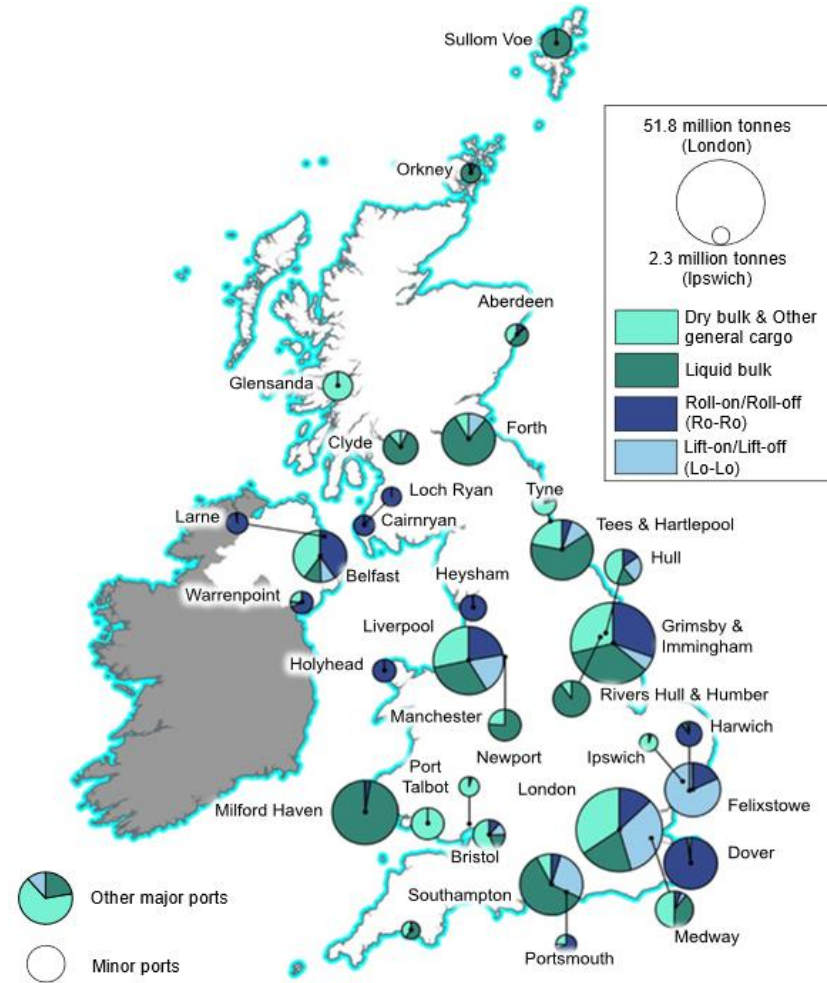 Sullom Voe
51.8 million tonnes
(London)
Orkney
2.3 million tonnes
(Ipswich)
Aberdeen
Dry bulk & Other
general cargo
Liquid bulk
Roll-on/Roll-off
(Ro-Ro)
Lift-on/Lift-off
(Lo-Lo)
Glensanda
Clyde
Forth
Loch Ryan
Cairnryan
Tyne
Tees & Hartlepool
Larne
Hull
Belfast
Heysham
Warrenpoint
Liverpool
Grimsby &
Immingham
Holyhead
Rivers Hull & Humber
Manchester
Harwich
Newport
Ipswich
Port
Talbot
London
Milford Haven
Felixstowe
Bristol
Dover
Southampton
Medway
Portsmouth
Other major ports
Minor ports